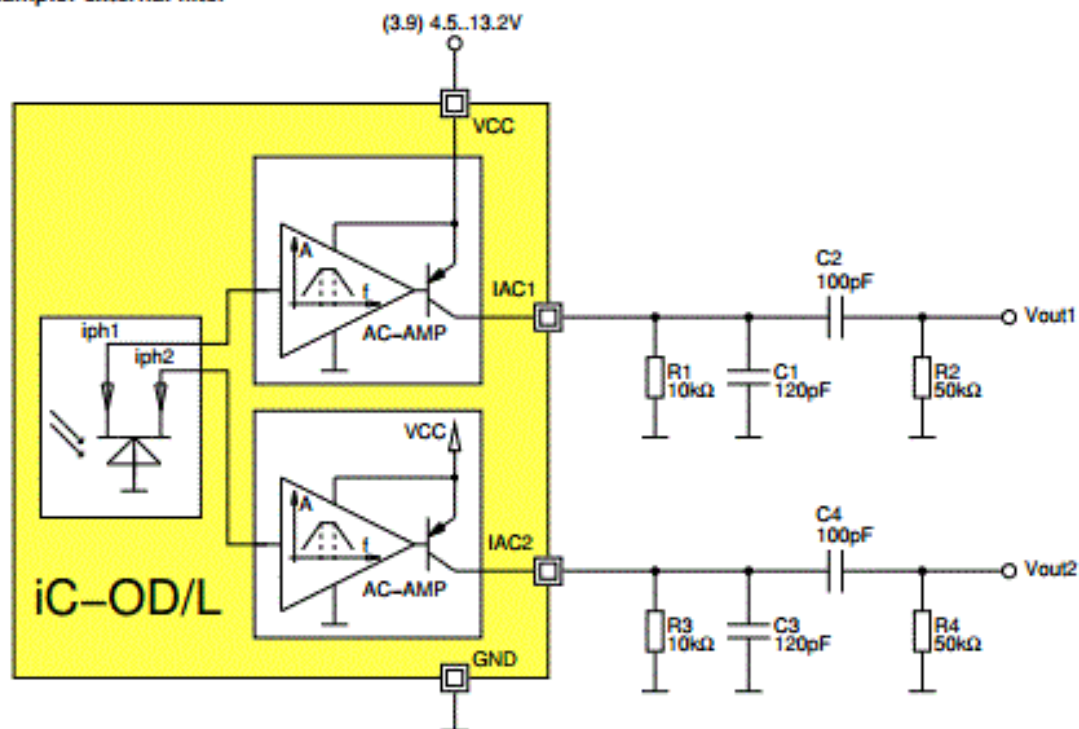 (3.9) 4.5..13.2V
VCC
A
f
AC-AMP
IAC1
C2
100pF
Vout1
iph1
iph2
R1
10kΩ
C1
120pF
R2
50kΩ
VCC
A
f
AC-AMP
IAC2
C4
100pF
Vout2
iC-OD/L
R3
10kΩ
C3
120pF
R4
50kΩ
GND